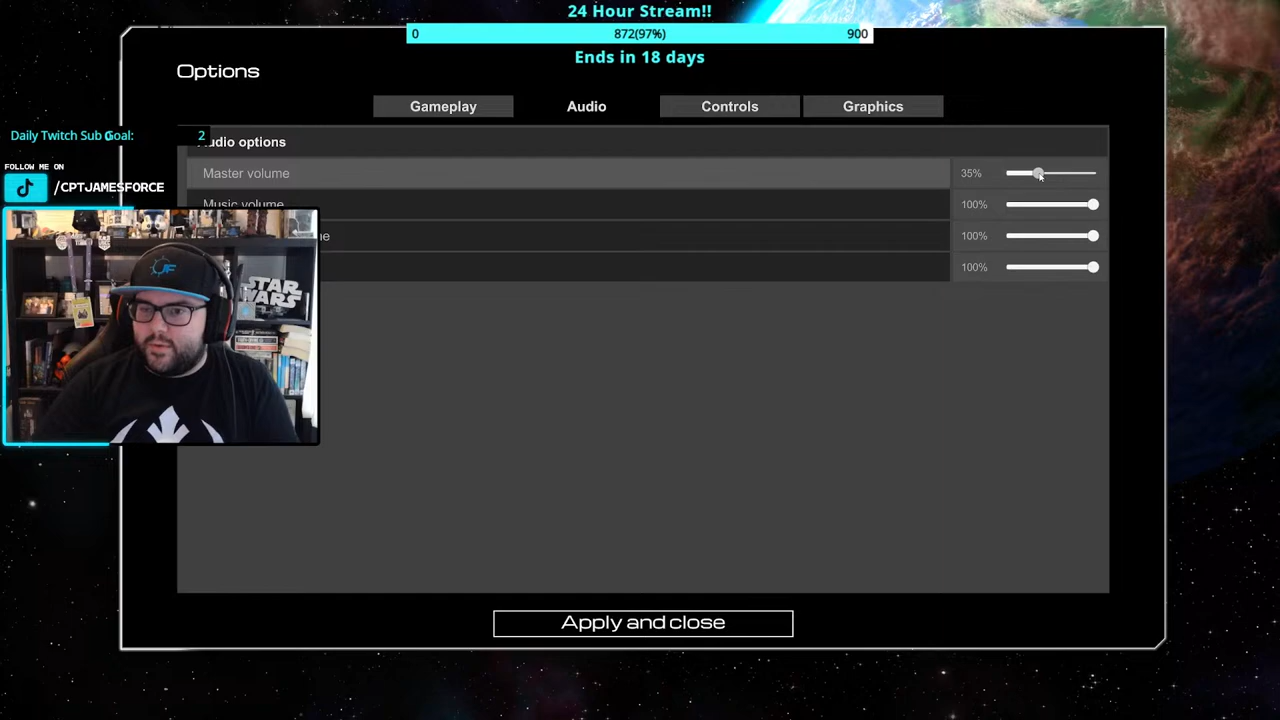 24 Hour Stream!!
0 872(97%) 900
Ends in 18 days
Options
Gameplay Audio Controls Graphics
Daily Twitch Sub Goal: 2
Audio options
FOLLOW ME ON
/CPTJAMESFORCE
Master volume 35%
Music volume 100%
100%
100%
STAR WARS
JF
Apply and close